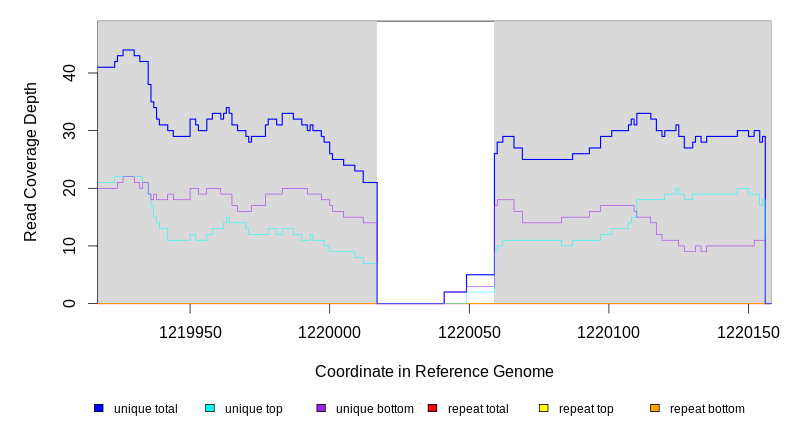 Read Coverage Depth
40
30
20
10
0
1219950 1220000 1220050 1220100 1220150
Coordinate in Reference Genome
unique total unique top unique bottom repeat total repeat top repeat bottom